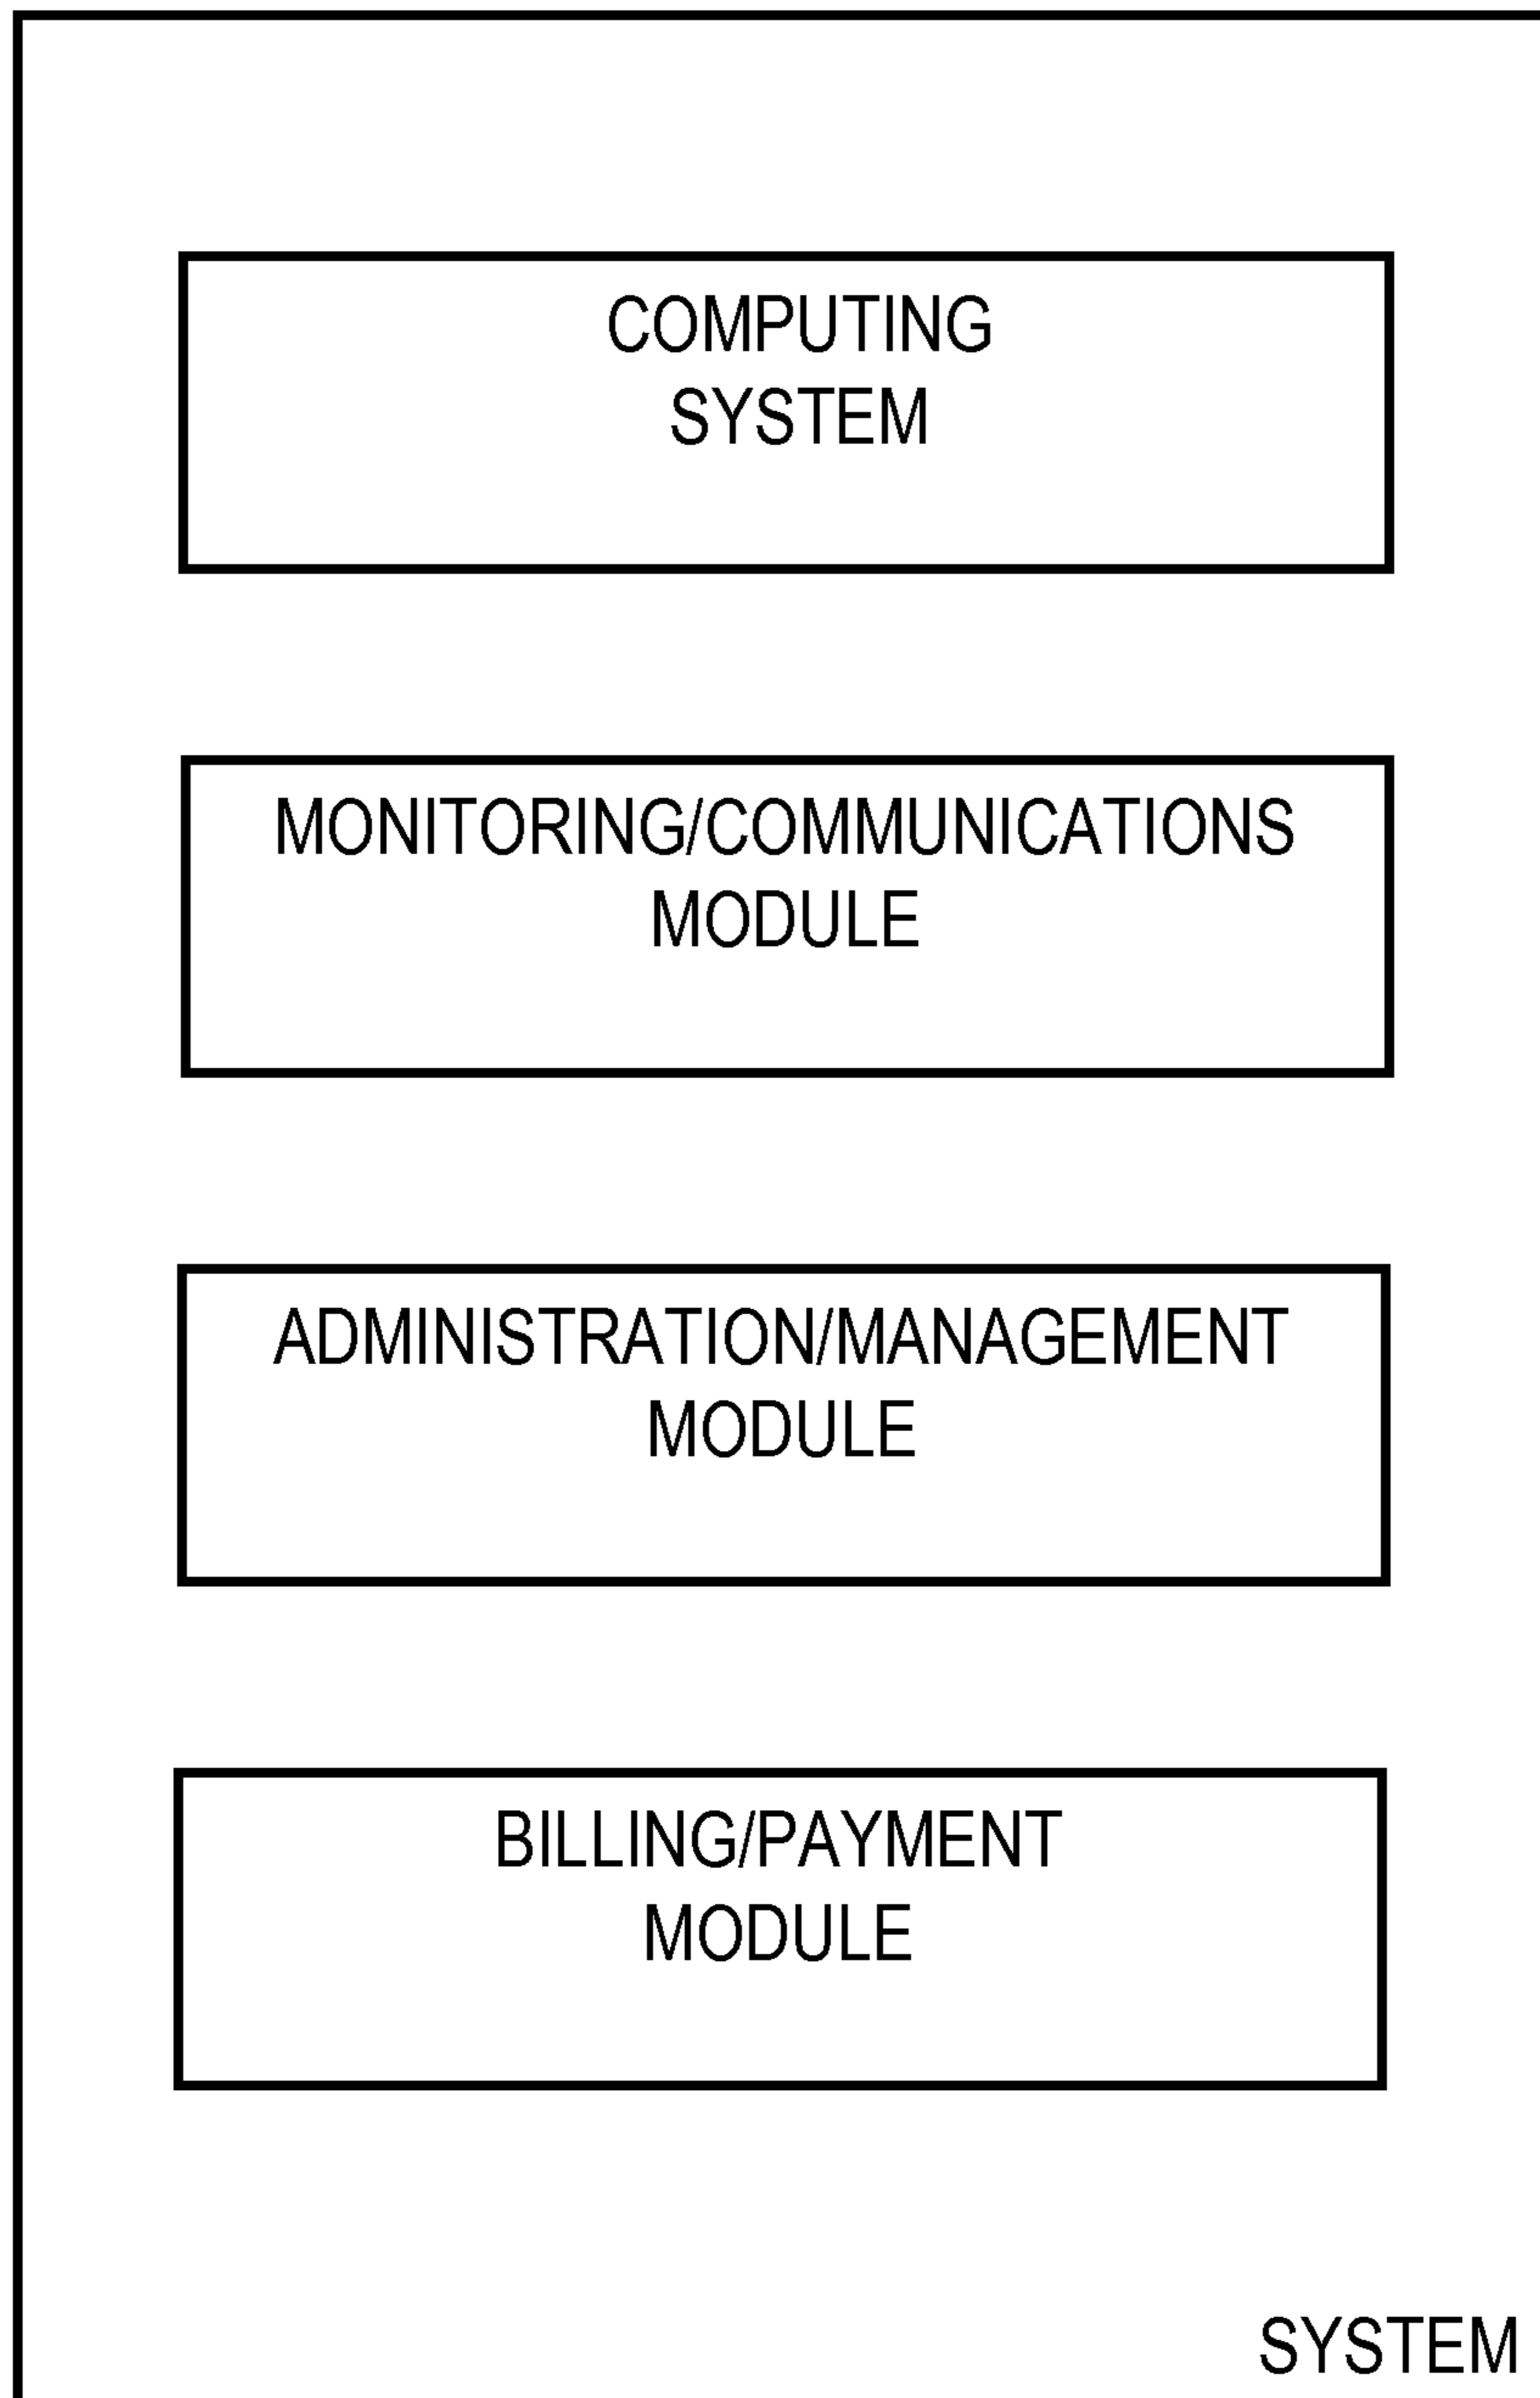 COMPUTING
SYSTEM
MONITORING/COMMUNICATIONS
MODULE
ADMINISTRATION/MANAGEMENT
MODULE
BILLING/PAYMENT
MODULE
SYSTEM